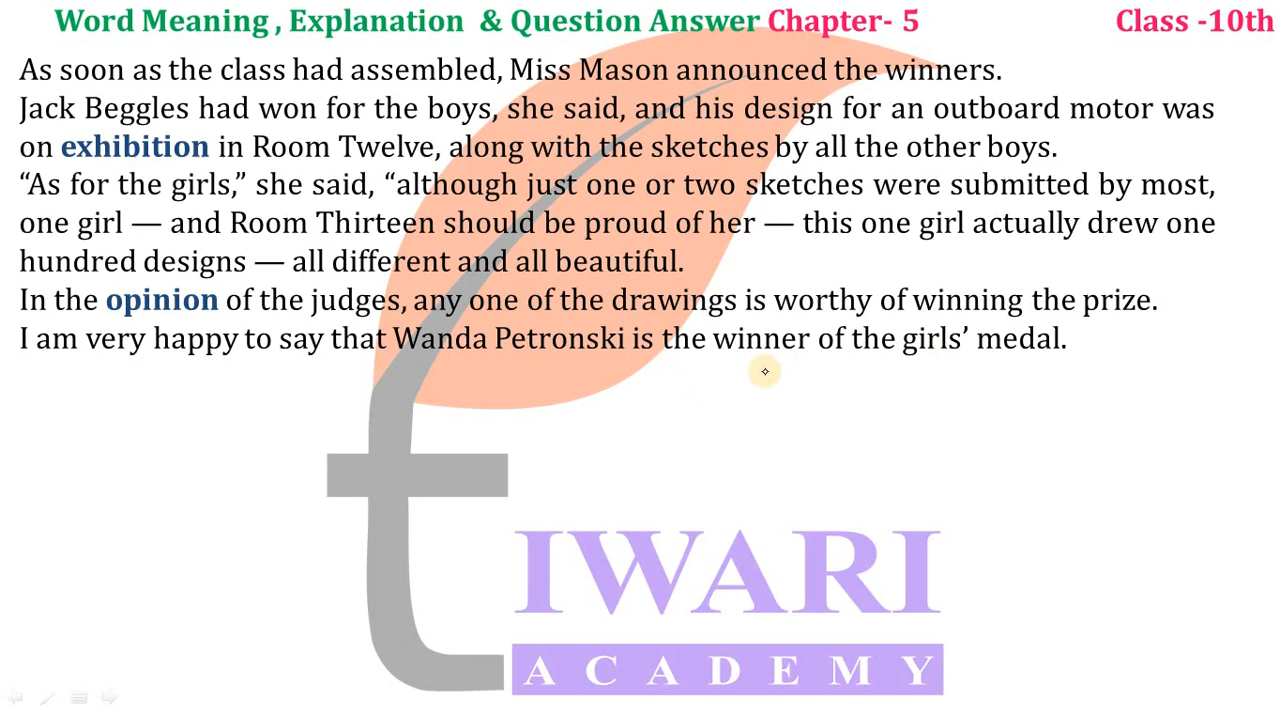 Word Meaning , Explanation & Question Answer Chapter- 5 Class -10th
As soon as the class had assembled, Miss Mason announced the winners.
Jack Beggles had won for the boys, she said, and his design for an outboard motor was
on exhibition in Room Twelve, along with the sketches by all the other boys.
“As for the girls,” she said, “although just one or two sketches were submitted by most,
one girl — and Room Thirteen should be proud of her — this one girl actually drew one
hundred designs — all different and all beautiful.
In the opinion of the judges, any one of the drawings is worthy of winning the prize.
I am very happy to say that Wanda Petronski is the winner of the girls’ medal.
tIWARI
ACADEMY